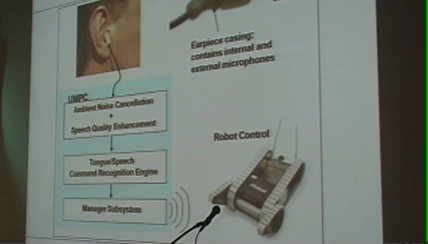 Earpiece casing:
contains internal and
external microphones
UMPC
Ambient Noise Cancellation
+
Speech Quality Enhancement
Tongue/Speech
Command Recognition Engine
Manager Subsystem
Robot Control